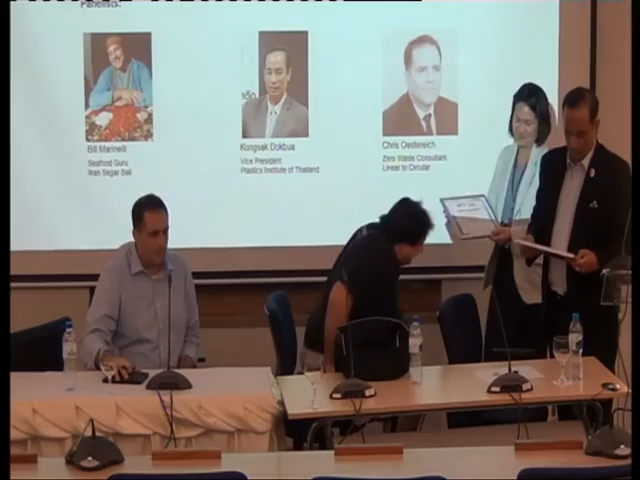 Panelists:
Bill Marinelli
Seafood Guru
Ikan Segar Bali
Kongsak Dokbua
Vice President
Plastics Institute of Thailand
Chris Oestereich
Zero Waste Consultant
Linear to Circular